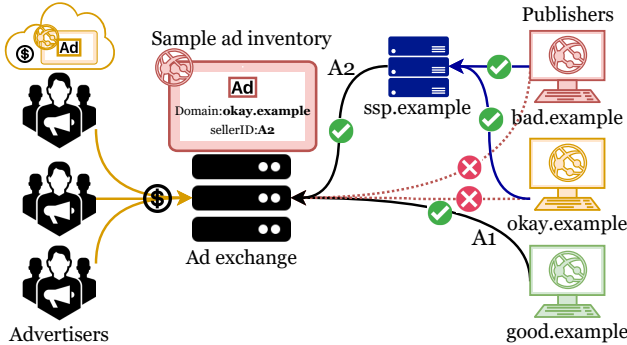 Publishers
Ad
Sample ad inventory
Ad
Domain:okay.example
sellerID:A2
A2
ssp.example
bad.example
$
okay.example
A1
Ad exchange
Advertisers
good.example
$